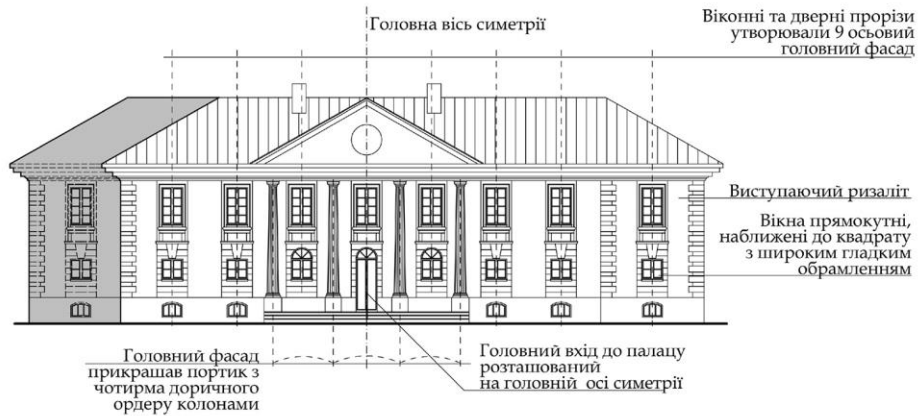 Головна вісь симетрії
Віконні та дверні прорізи
утворювали 9 осьовий
головний фасад
Виступаючий ризаліт
Вікна прямокутні,
наближені до квадрату
з широким гладким
обрамленням
Головний фасад
прикрашав портик з
чотирма доричного
ордеру колонами
Головний вхід до палацу
розташований
на головній осі симетрії